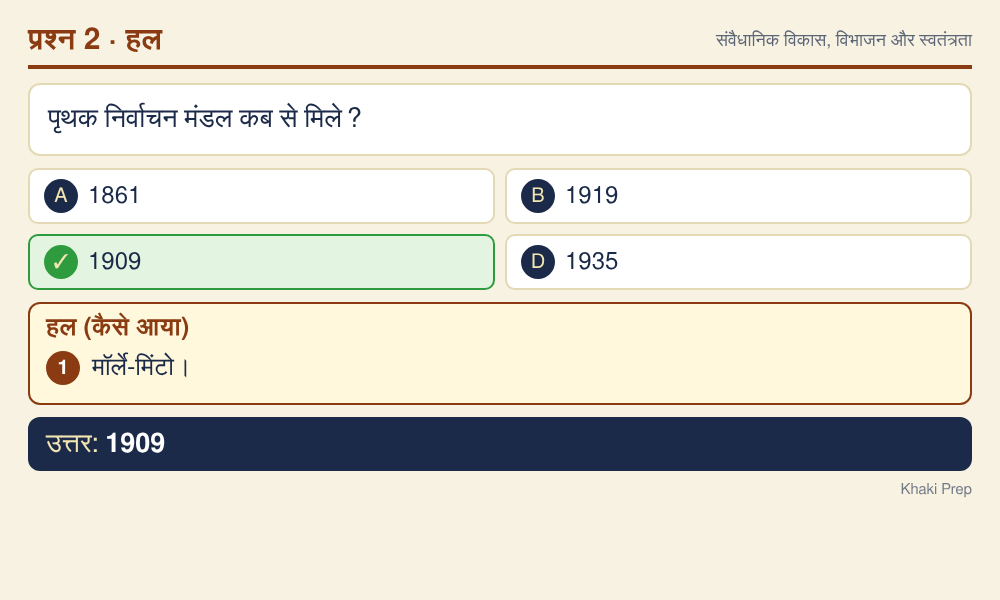 प्रश्न 2 · हल
संवैधानिक विकास, विभाजन और स्वतंत्रता
पृथक निर्वाचन मंडल कब से मिले ?
A 1861
B 1919
✓ 1909
D 1935
हल (कैसे आया)
1 मॉर्ले-मिंटो।
उत्तर: 1909
Khaki Prep